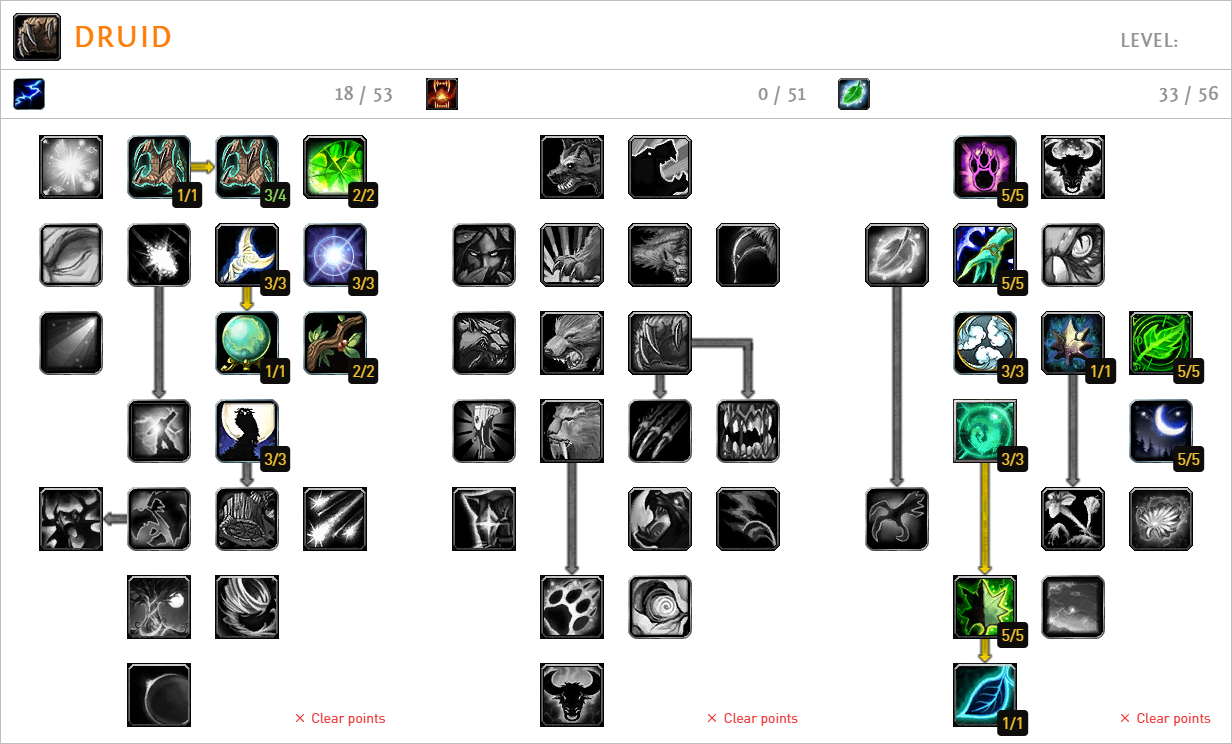 DRUID
LEVEL:
18 / 53
0 / 51
33 / 56
1/1
3/4
2/2
5/5
3/3
3/3
5/5
1/1
2/2
3/3
1/1
5/5
3/3
3/3
5/5
5/5
1/1
× Clear points
× Clear points
× Clear points